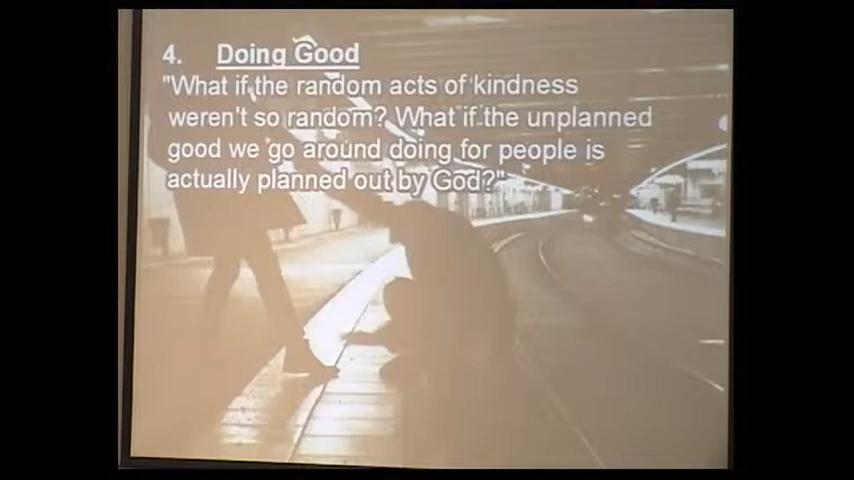 4. Doing Good
"What if the random acts of kindness
weren't so random? What if the unplanned
good we go around doing for people is
actually planned out by God?"